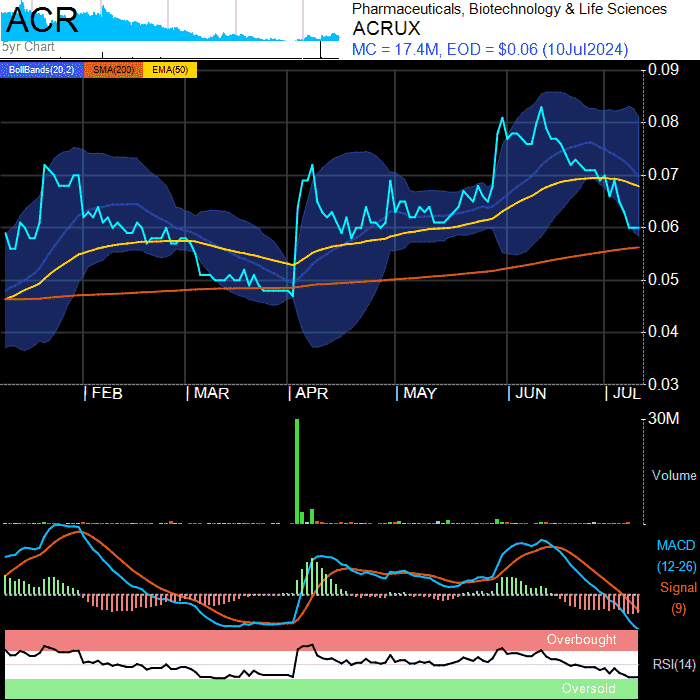 ACR
5yr Chart
Pharmaceuticals, Biotechnology & Life Sciences
ACRUX
MC = 17.4M, EOD = $0.06 (10Jul2024)
BollBands(20,2) SMA(200) EMA(50)
0.09
0.08
0.07
0.06
0.05
0.04
0.03
FEB MAR APR MAY JUN JUL
30M
Volume
MACD
(12-26)
Signal
(9)
Overbought
RSI(14)
Oversold